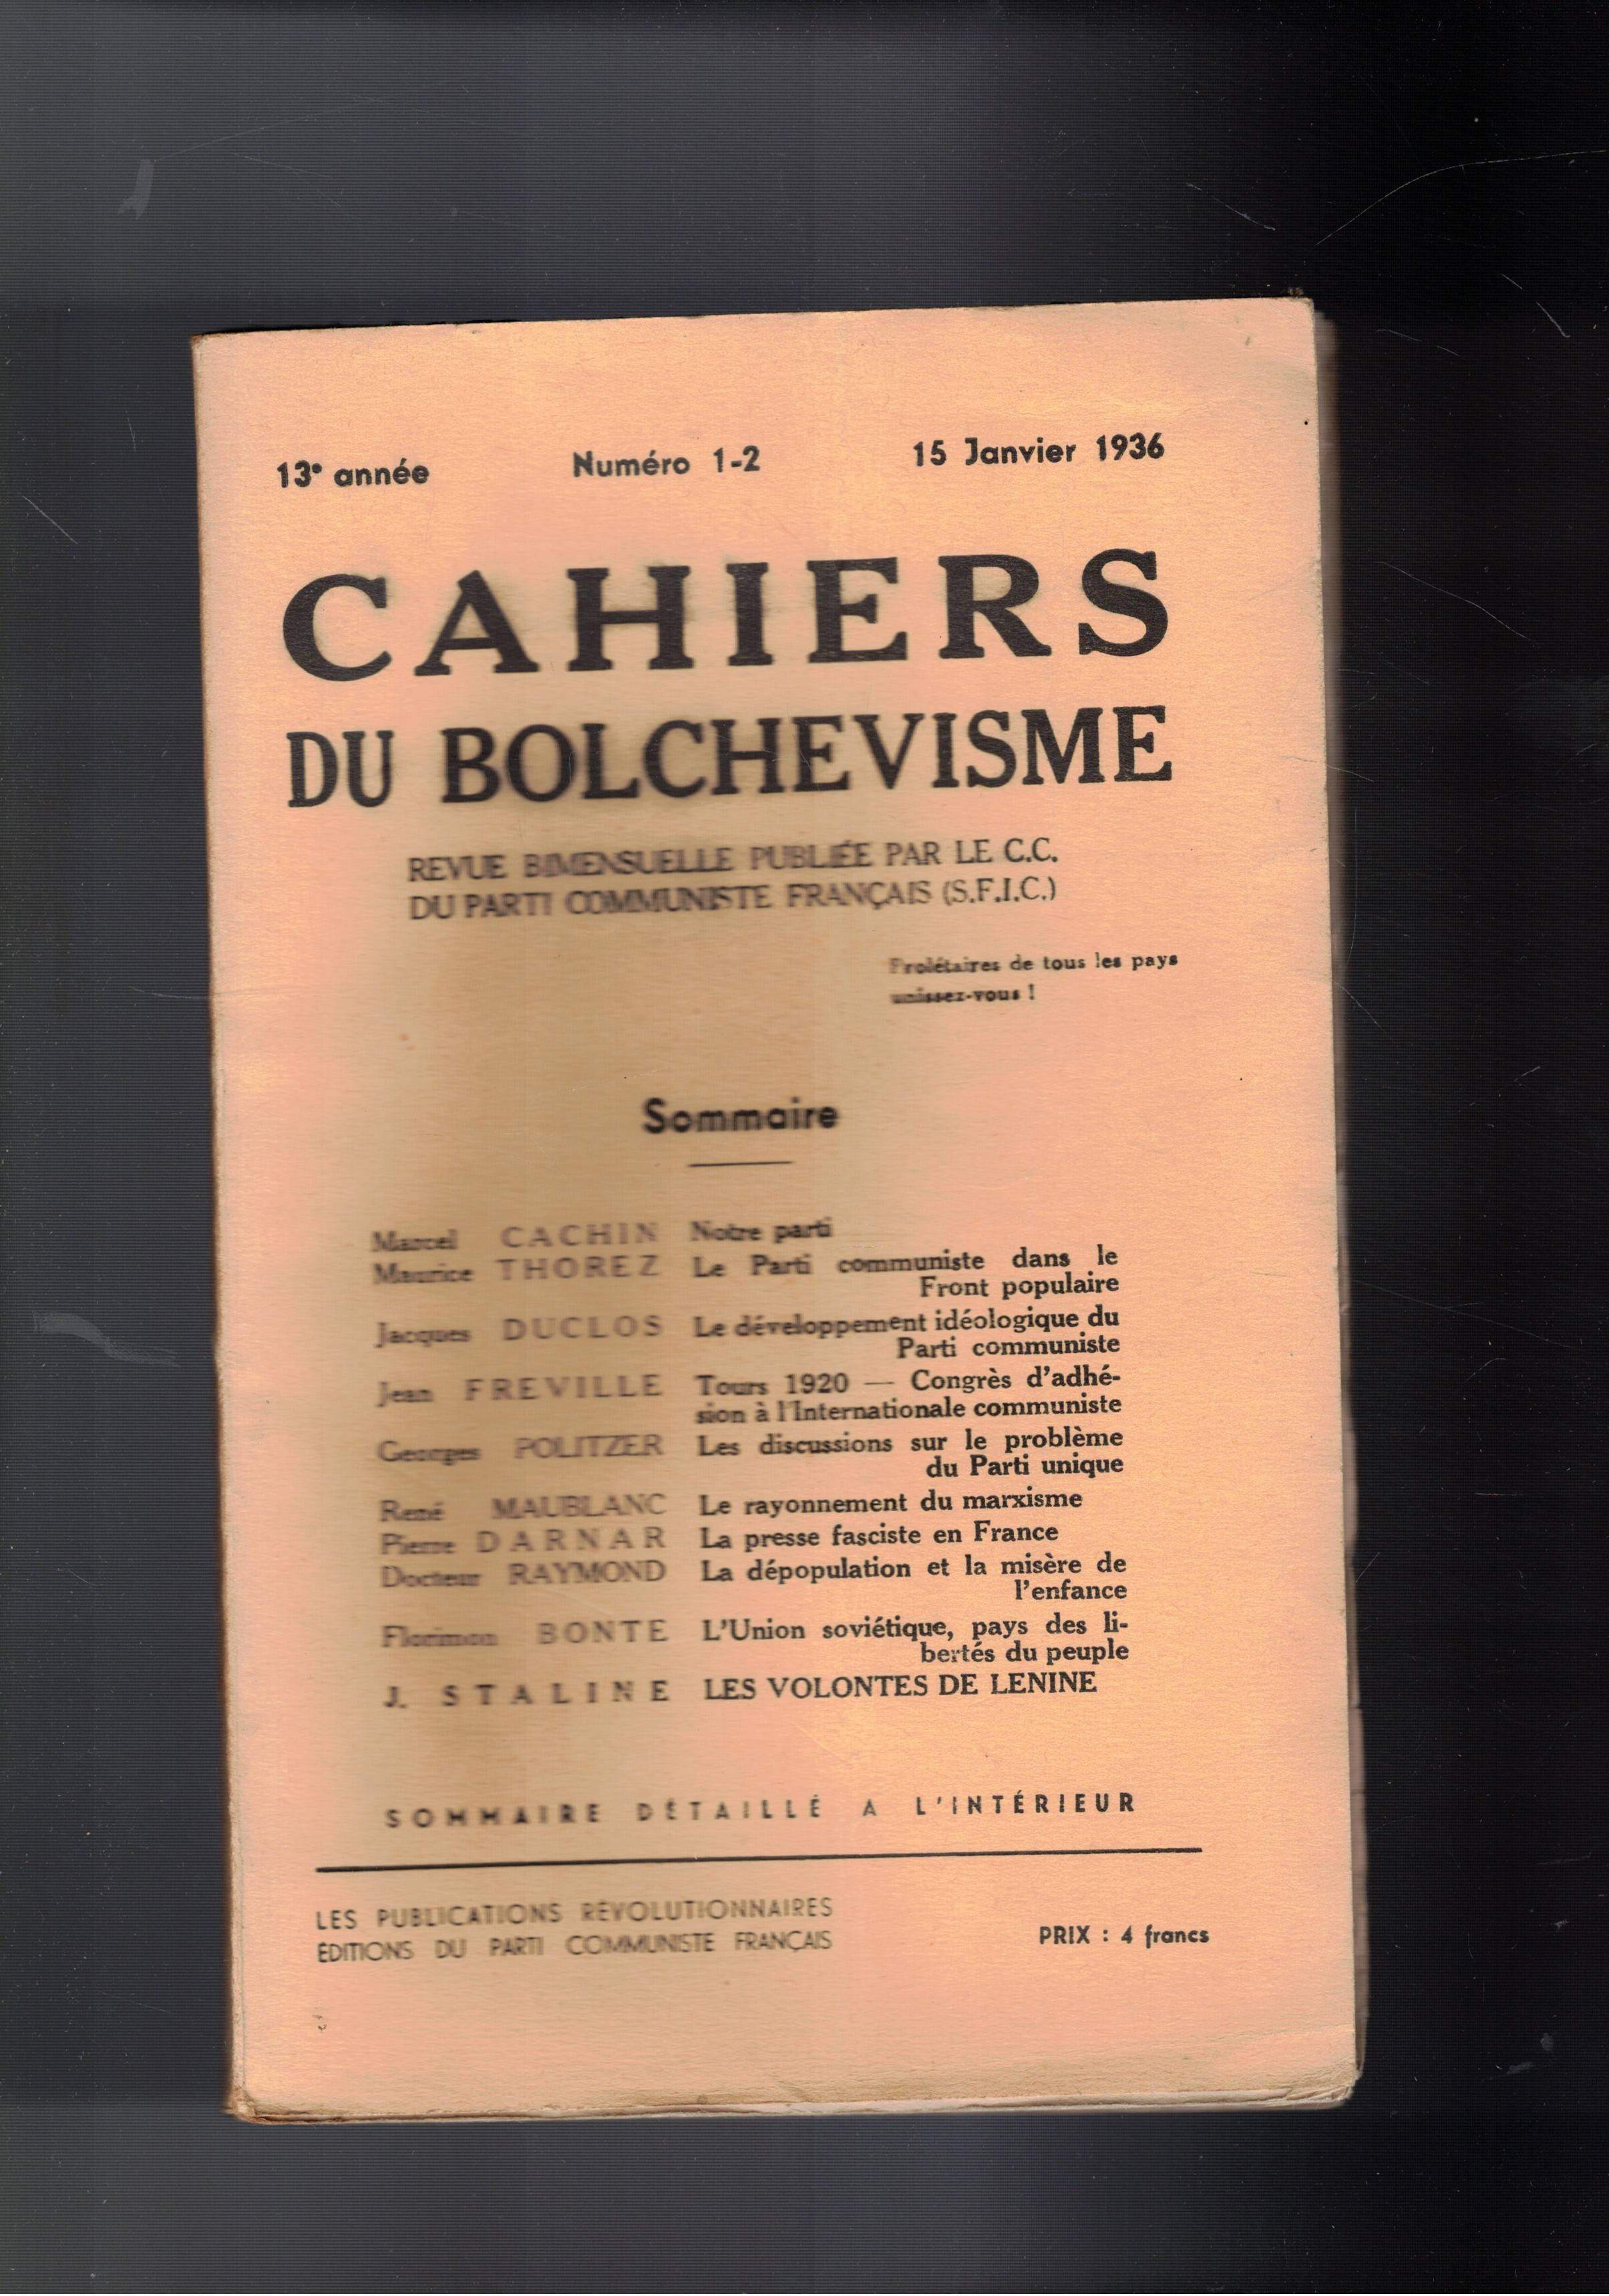 13e année Numéro 1-2 15 Janvier 1936
CAHIERS
DU BOLCHEVISME
REVUE BIMENSUELLE PUBLIÉE PAR LE C.C.
DU PARTI COMMUNISTE FRANÇAIS (S.F.I.C.)
Prolétaires de tous les pays
unissez-vous !
Sommaire
Marcel CACHIN Notre parti
Maurice THOREZ Le Parti communiste dans le
Front populaire
Jacques DUCLOS Le développement idéologique du
Parti communiste
Jean FREVILLE Tours 1920 — Congrès d'adhé-
sion à l'Internationale communiste
Georges POLITZER Les discussions sur le problème
du Parti unique
René MAUBLANC Le rayonnement du marxisme
Pierre DARNAR La presse fasciste en France
Docteur RAYMOND La dépopulation et la misère de
l'enfance
Florimon BONTE L'Union soviétique, pays des li-
bertés du peuple
J. STALINE LES VOLONTES DE LENINE
SOMMAIRE DÉTAILLÉ A L'INTÉRIEUR
LES PUBLICATIONS RÉVOLUTIONNAIRES
ÉDITIONS DU PARTI COMMUNISTE FRANÇAIS
PRIX : 4 francs